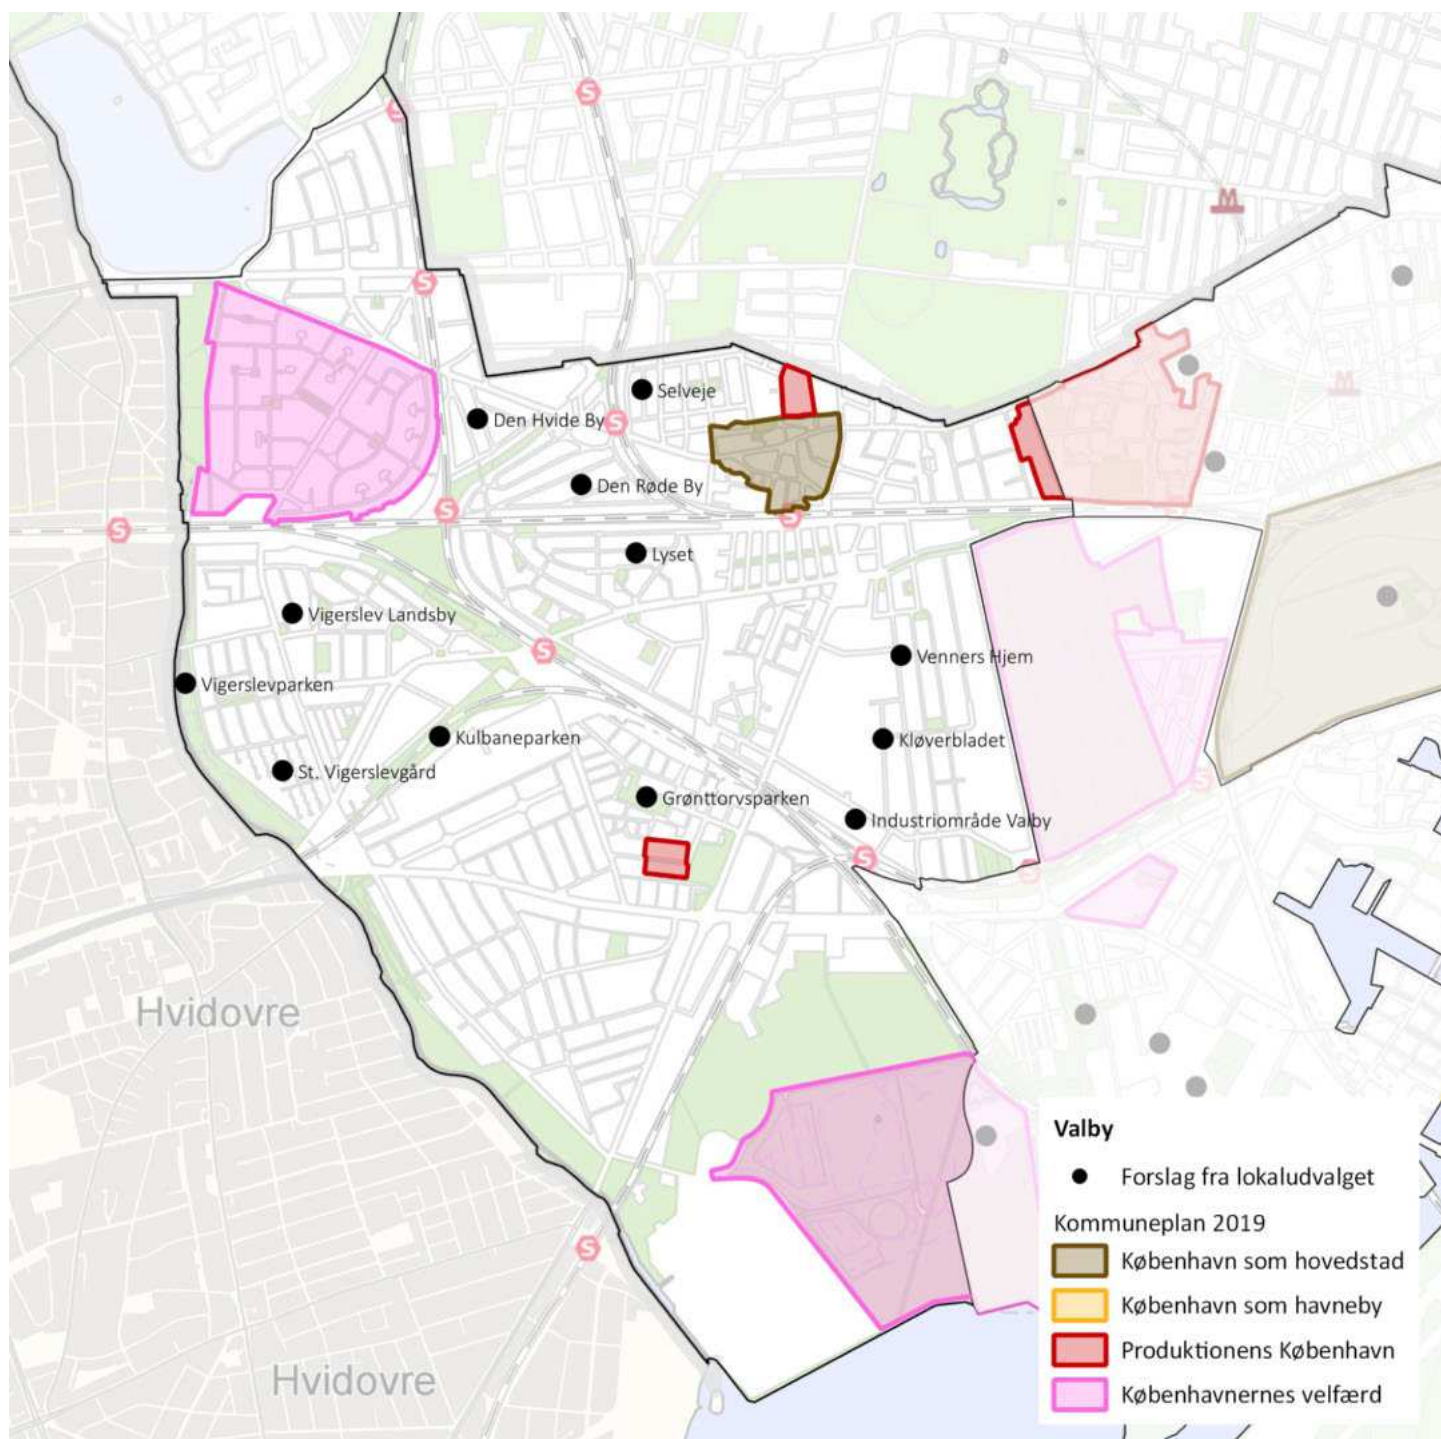 S
S
M
S
Selveje
M
Den Hvide By
S
Den Røde By
S
S
S
Lyset
Vigerslev Landsby
S
Venners Hjem
Vigerslevparken
Kulbaneparken
Kløverbladet
St. Vigerslevgård
S
Grønttorvsparken
Industriområde Valby
S
S
Hvidovre
S
Hvidovre
Valby
Forslag fra lokaludvalget
Kommuneplan 2019
København som hovedstad
København som havneby
Produktionens København
Københavnernes velfærd